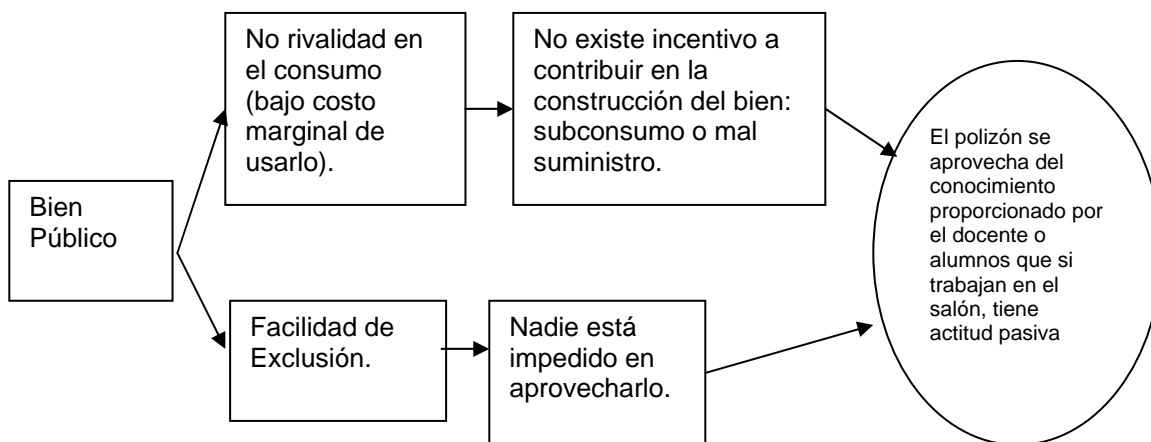 Bien
Público
No rivalidad en
el consumo
(bajo costo
marginal de
usarlo).
No existe incentivo a
contribuir en la
construcción del bien:
subconsumo o mal
suministro.
Facilidad de
Exclusión.
Nadie está
impedido en
aprovecharlo.
El polizón se
aprovecha del
conocimiento
proporcionado por
el docente o
alumnos que si
trabajan en el
salón, tiene
actitud pasiva